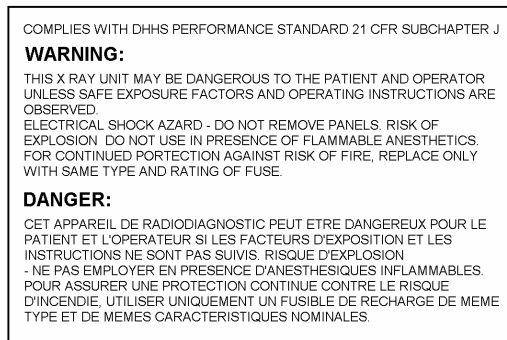 COMPLIES WITH DHHS PERFORMANCE STANDARD 21 CFR SUBCHAPTER J
WARNING:
THIS X RAY UNIT MAY BE DANGEROUS TO THE PATIENT AND OPERATOR
UNLESS SAFE EXPOSURE FACTORS AND OPERATING INSTRUCTIONS ARE
OBSERVED.
ELECTRICAL SHOCK AZARD - DO NOT REMOVE PANELS. RISK OF
EXPLOSION DO NOT USE IN PRESENCE OF FLAMMABLE ANESTHETICS.
FOR CONTINUED PORTECTION AGAINST RISK OF FIRE, REPLACE ONLY
WITH SAME TYPE AND RATING OF FUSE.
DANGER:
CET APPAREIL DE RADIODIAGNOSTIC PEUT ETRE DANGEREUX POUR LE
PATIENT ET L'OPERATEUR SI LES FACTEURS D'EXPOSITION ET LES
INSTRUCTIONS NE SONT PAS SUIVIS. RISQUE D'EXPLOSION
- NE PAS EMPLOYER EN PRESENCE D'ANESTHESIQUES INFLAMMABLES.
POUR ASSURER UNE PROTECTION CONTINUE CONTRE LE RISQUE
D'INCENDIE, UTILISER UNIQUEMENT UN FUSIBLE DE RECHARGE DE MEME
TYPE ET DE MEMES CARACTERISTIQUES NOMINALES.